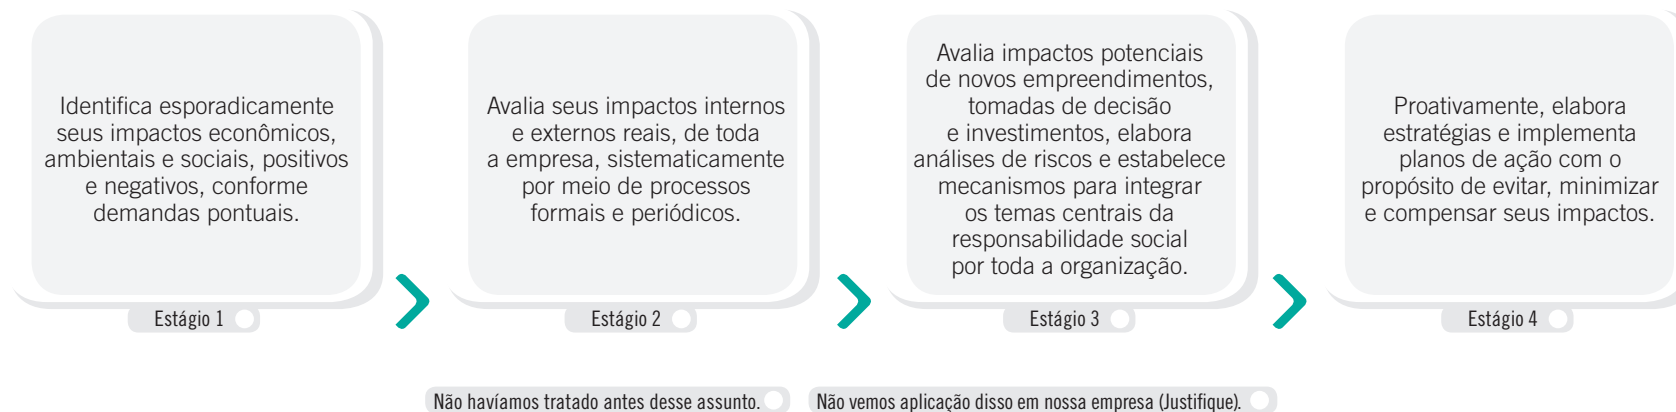 Identifica esporadicamente
seus impactos econômicos,
ambientais e sociais, positivos
e negativos, conforme
demandas pontuais.
Estágio 1
Avalia seus impactos internos
e externos reais, de toda
a empresa, sistematicamente
por meio de processos
formais e periódicos.
Estágio 2
Avalia impactos potenciais
de novos empreendimentos,
tomadas de decisão
e investimentos, elabora
análises de riscos e estabelece
mecanismos para integrar
os temas centrais da
responsabilidade social
por toda a organização.
Estágio 3
Proativamente, elabora
estratégias e implementa
planos de ação com o
propósito de evitar, minimizar
e compensar seus impactos.
Estágio 4
Não havíamos tratado antes desse assunto.
Não vemos aplicação disso em nossa empresa (Justifique).